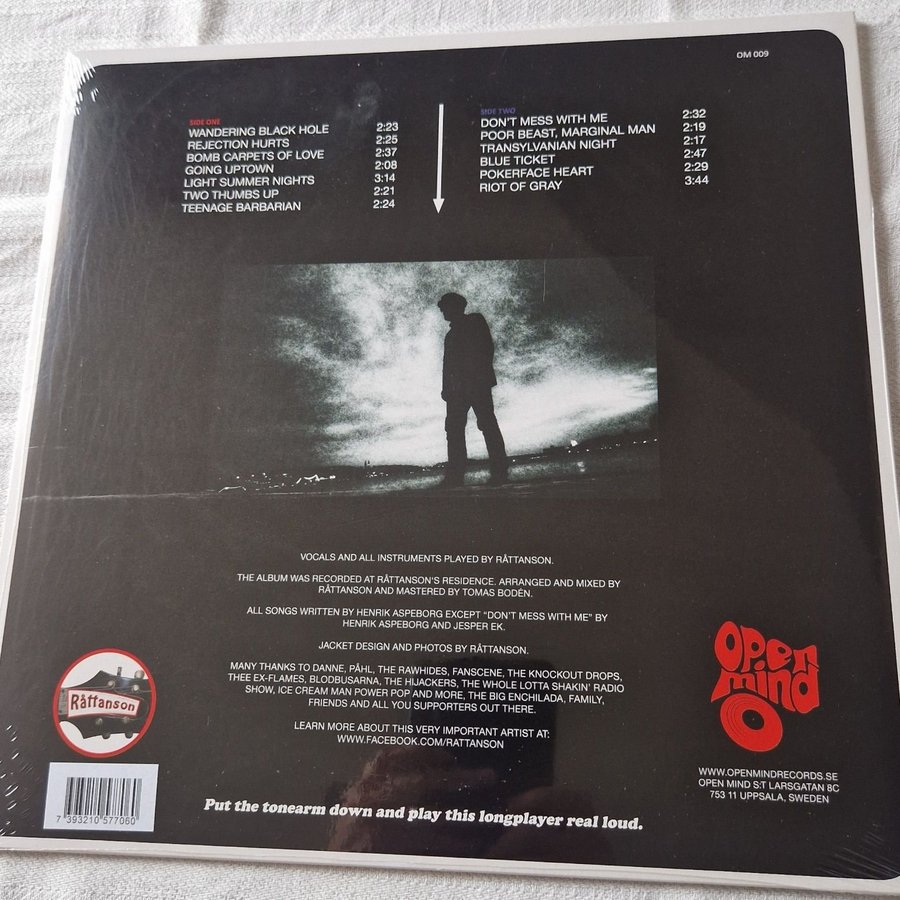 OM 009
SIDE ONE
WANDERING BLACK HOLE 2:23
REJECTION HURTS 2:25
BOMB CARPETS OF LOVE 2:37
GOING UPTOWN 2:08
LIGHT SUMMER NIGHTS 3:14
TWO THUMBS UP 2:21
TEENAGE BARBARIAN 2:24
SIDE TWO
DON'T MESS WITH ME 2:32
POOR BEAST, MARGINAL MAN 2:19
TRANSYLVANIAN NIGHT 2:17
BLUE TICKET 2:47
POKERFACE HEART 2:29
RIOT OF GRAY 3:44
VOCALS AND ALL INSTRUMENTS PLAYED BY RÅTTANSON.
THE ALBUM WAS RECORDED AT RÅTTANSON'S RESIDENCE. ARRANGED AND MIXED BY
RÅTTANSON AND MASTERED BY TOMAS BODÉN.
ALL SONGS WRITTEN BY HENRIK ASPEBORG EXCEPT "DON'T MESS WITH ME" BY
HENRIK ASPEBORG AND JESPER EK.
JACKET DESIGN AND PHOTOS BY RÅTTANSON.
MANY THANKS TO DANNE, PÅHL, THE RAWHIDES, FANSCENE, THE KNOCKOUT DROPS,
THEE EX-FLAMES, BLODBUSARNA, THE HIJACKERS, THE WHOLE LOTTA SHAKIN' RADIO
SHOW, ICE CREAM MAN POWER POP AND MORE, THE BIG ENCHILADA, FAMILY,
FRIENDS AND ALL YOU SUPPORTERS OUT THERE.
LEARN MORE ABOUT THIS VERY IMPORTANT ARTIST AT:
WWW.FACEBOOK.COM/RATTANSON
Råttanson
open
mind
WWW.OPENMINDRECORDS.SE
OPEN MIND S:T LARSGATAN 8C
753 11 UPPSALA, SWEDEN
7 393210 577060
Put the tonearm down and play this longplayer real loud.